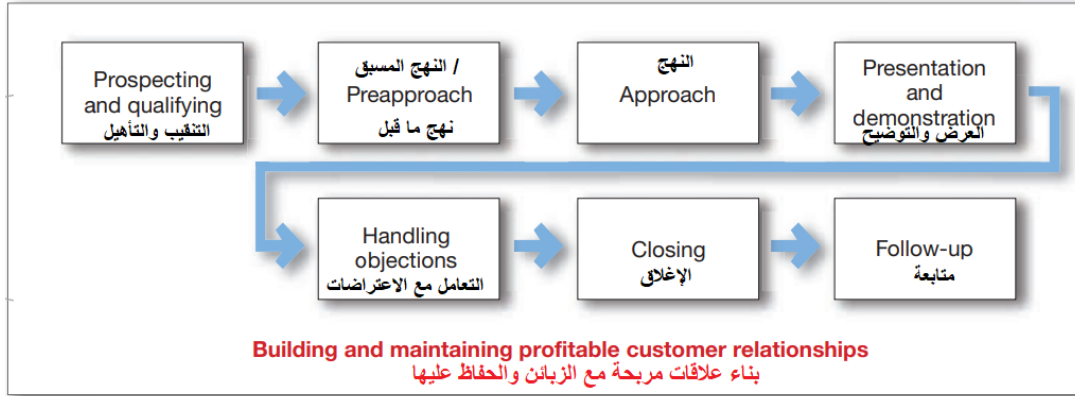 Prospecting
and qualifying
التنقيب والتأهيل
النهج المسبق /
Preapproach
نهج ما قبل
النهج
Approach
Presentation
and
demonstration
العرض والتوضيح
Handling
objections
التعامل مع الاعتراضات
Closing
الإغلاق
Follow-up
متابعة
Building and maintaining profitable customer relationships
بناء علاقات مربحة مع الزبائن والحفاظ عليها